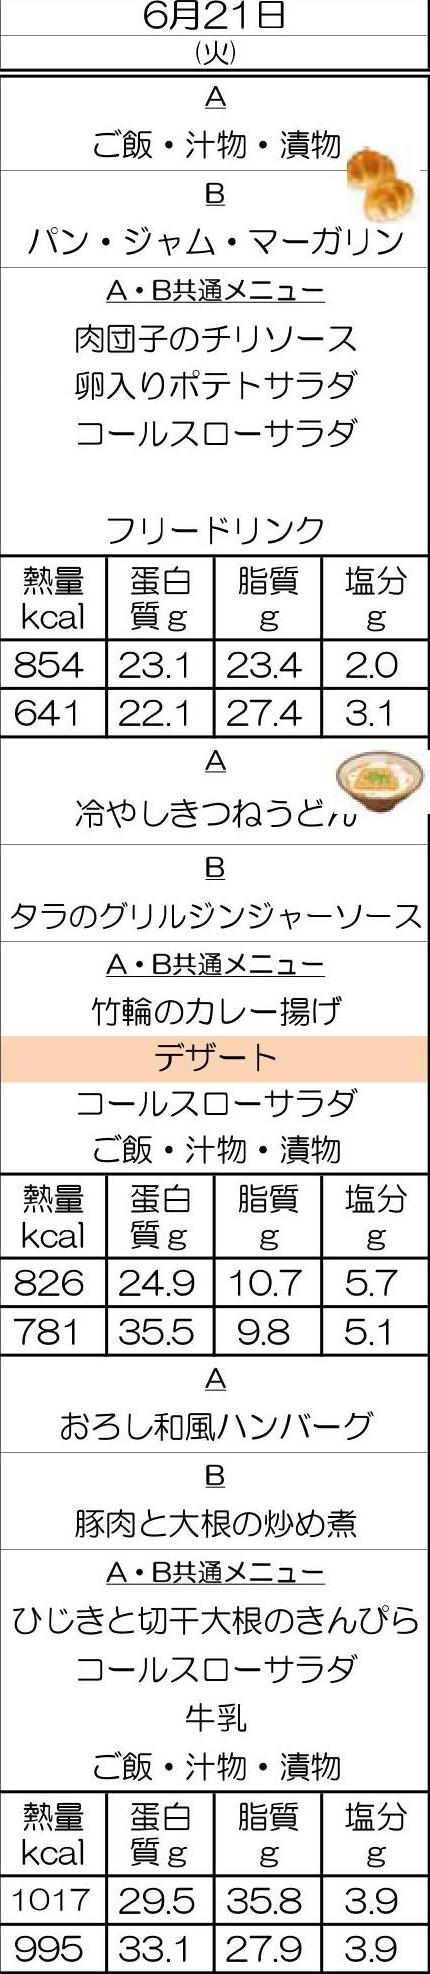 6月21日
(火)
A
ご飯・汁物・漬物
B
パン・ジャム・マーガリン
A・B共通メニュー
肉団子のチリソース
卵入りポテトサラダ
コールスローサラダ
フリードリンク
熱量 蛋白 脂質 塩分
kcal 質g g g
854 23.1 23.4 2.0
641 22.1 27.4 3.1
A
冷やしきつねうどん
B
タラのグリルジンジャーソース
A・B共通メニュー
竹輪のカレー揚げ
デザート
コールスローサラダ
ご飯・汁物・漬物
熱量 蛋白 脂質 塩分
kcal 質g g g
826 24.9 10.7 5.7
781 35.5 9.8 5.1
A
おろし和風ハンバーグ
B
豚肉と大根の炒め煮
A・B共通メニュー
ひじきと切干大根のきんぴら
コールスローサラダ
牛乳
ご飯・汁物・漬物
熱量 蛋白 脂質 塩分
kcal 質g g g
1017 29.5 35.8 3.9
995 33.1 27.9 3.9